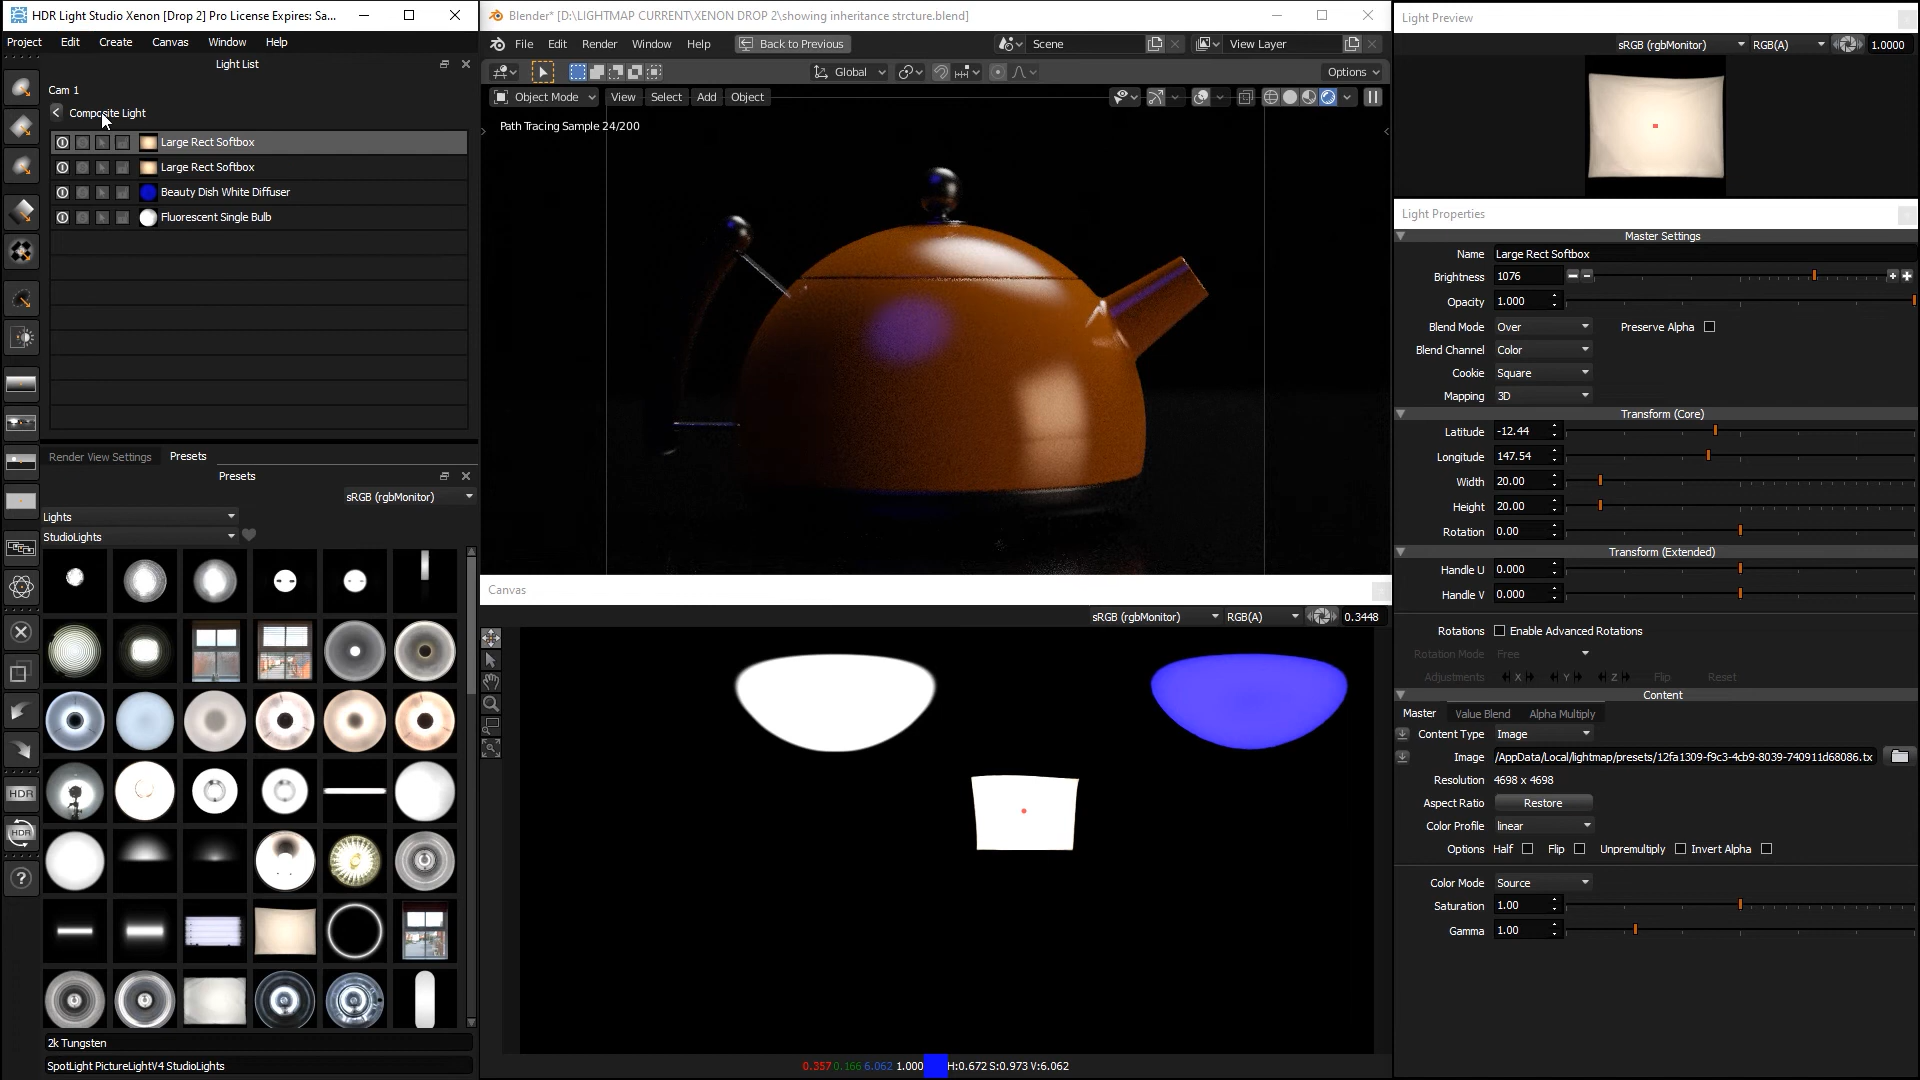 HDR Light Studio Xenon [Drop 2] Pro License Expires: Sa...
Project Edit Create Canvas Window Help
Light List
Cam 1
Composite Light
Large Rect Softbox
Large Rect Softbox
Beauty Dish White Diffuser
Fluorescent Single Bulb
Render View Settings Presets
Presets
sRGB (rgbMonitor)
Lights
StudioLights
HDR
HDR
?
2k Tungsten
SpotLight PictureLightV4 StudioLights
Blender* [D:\LIGHTMAP CURRENT\XENON DROP 2\showing inheritance strcture.blend]
File Edit Render Window Help Back to Previous Scene View Layer
Global Options
Object Mode View Select Add Object
Path Tracing Sample 24/200
Canvas
sRGB (rgbMonitor) RGB(A) 0.3448
0.357 0.166 6.062 1.000 H:0.672 S:0.973 V:6.062
Light Preview
sRGB (rgbMonitor) RGB(A) 1.0000
Light Properties
Master Settings
Name Large Rect Softbox
Brightness 1076
Opacity 1.000
Blend Mode Over Preserve Alpha
Blend Channel Color
Cookie Square
Mapping 3D
Transform (Core)
Latitude -12.44
Longitude 147.54
Width 20.00
Height 20.00
Rotation 0.00
Transform (Extended)
Handle U 0.000
Handle V 0.000
Rotations Enable Advanced Rotations
Rotation Mode Free
Adjustments X Y Z Flip Reset
Content
Master Value Blend Alpha Multiply
Content Type Image
Image /AppData/Local/lightmap/presets/12fa1309-f9c3-4cb9-8039-740911d68086.tx
Resolution 4698 x 4698
Aspect Ratio Restore
Color Profile linear
Options Half Flip Unpremultiply Invert Alpha
Color Mode Source
Saturation 1.00
Gamma 1.00